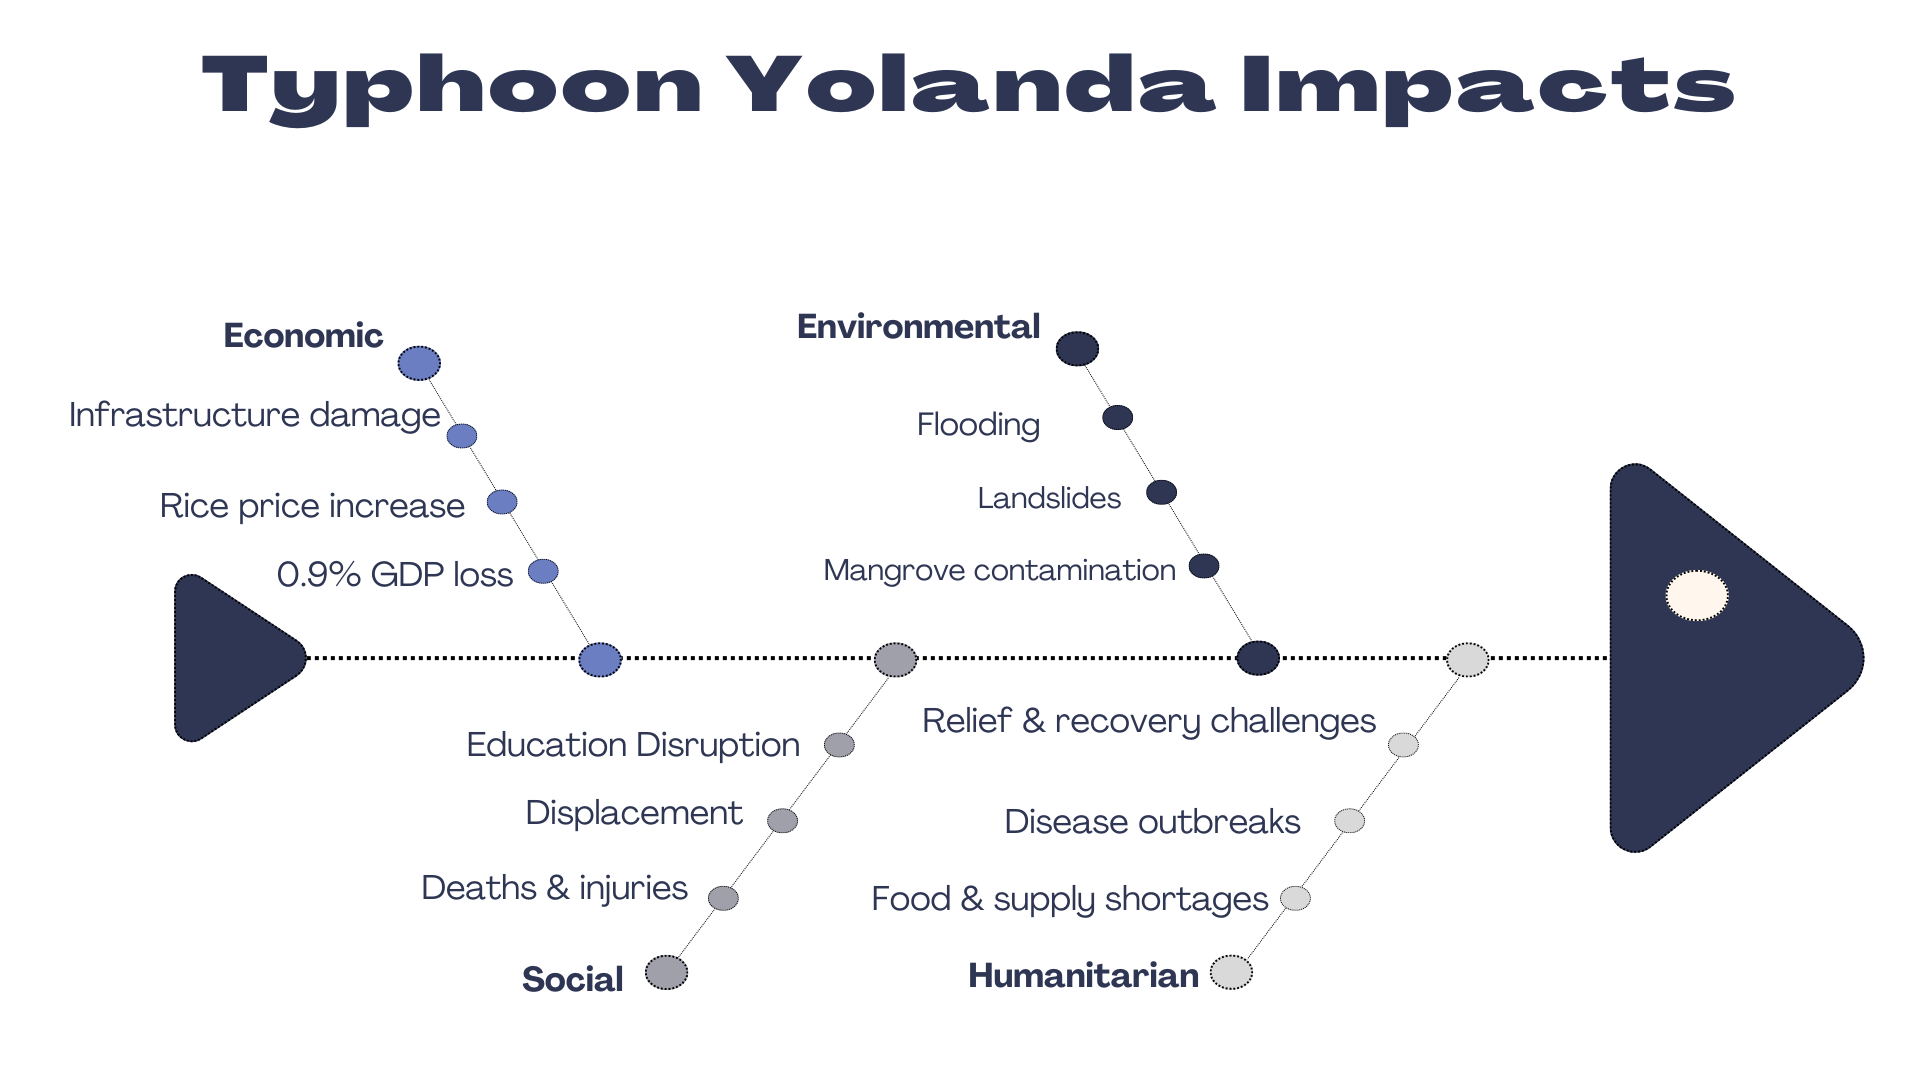 Typhoon Yolanda Impacts
Economic
Infrastructure damage
Rice price increase
0.9% GDP loss
Environmental
Flooding
Landslides
Mangrove contamination
Education Disruption
Displacement
Deaths & injuries
Social
Relief & recovery challenges
Disease outbreaks
Food & supply shortages
Humanitarian